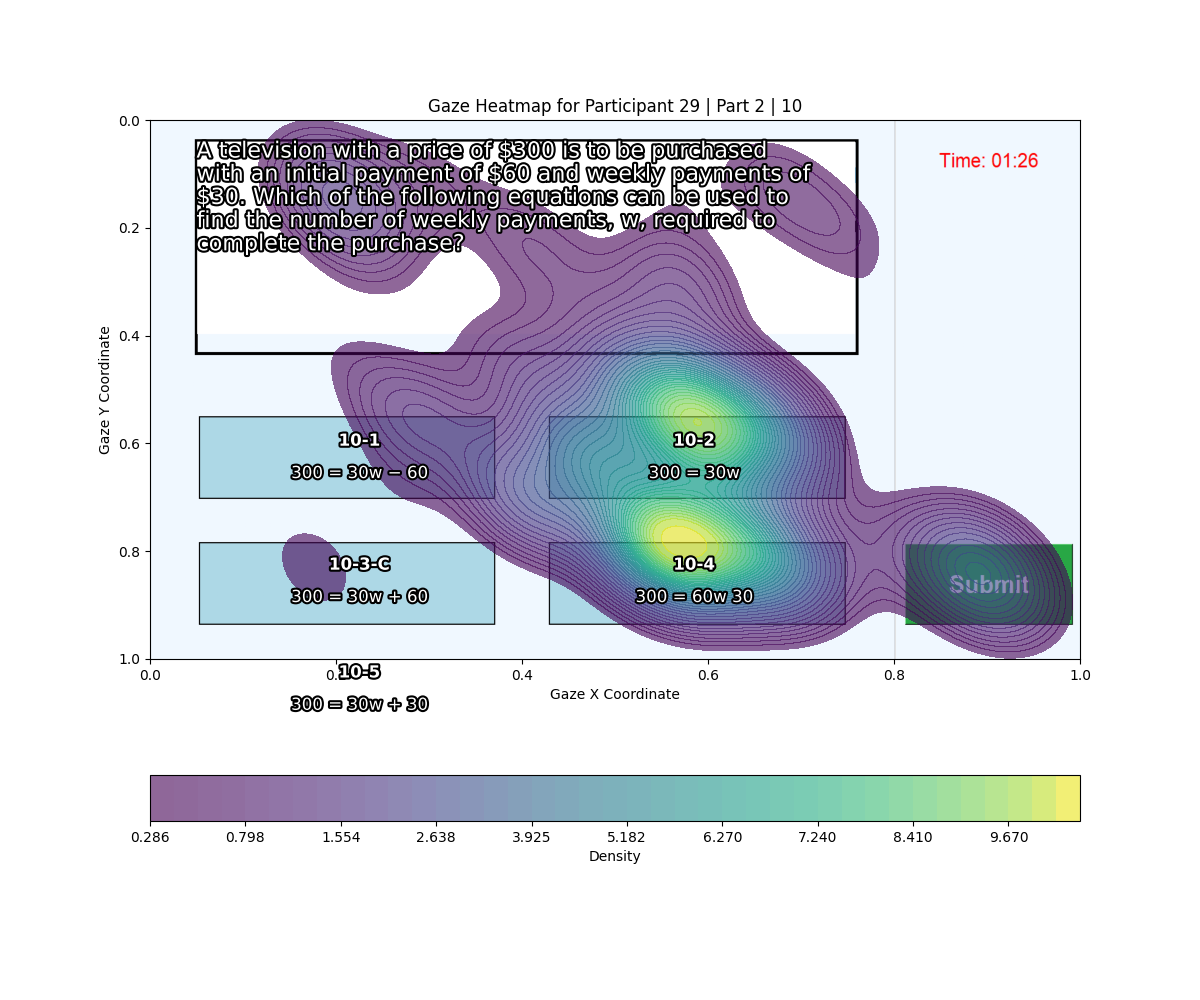 Gaze Heatmap for Participant 29 | Part 2 | 10
A television with a price of $300 is to be purchased
with an initial payment of $60 and weekly payments of
$30. Which of the following equations can be used to
find the number of weekly payments, w, required to
complete the purchase?
Time: 01:26
10-1
300 = 30w − 60
10-2
300 = 30w
10-3-C
300 = 30w + 60
10-4
300 = 60w 30
Submit
10-5
300 = 30w + 30
Gaze Y Coordinate
0.0
0.2
0.4
0.6
0.8
1.0
0.0 0.2 0.4 0.6 0.8 1.0
Gaze X Coordinate
0.286 0.798 1.554 2.638 3.925 5.182 6.270 7.240 8.410 9.670
Density